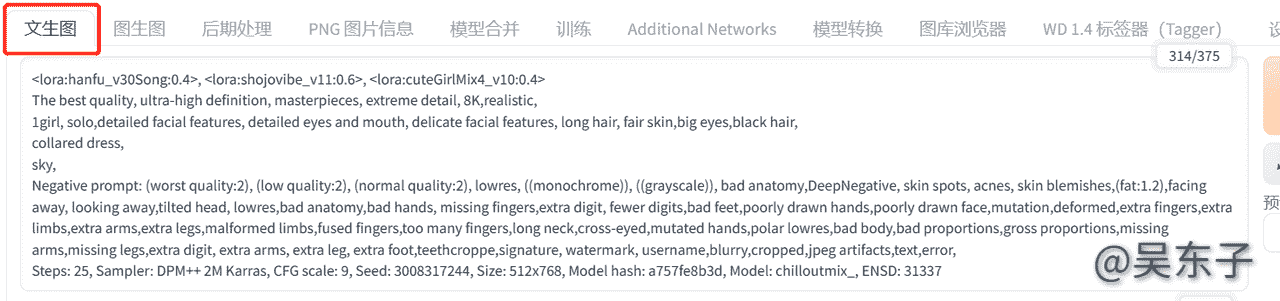 文生图 图生图 后期处理 PNG 图片信息 模型合并 训练 Additional Networks 模型转换 图库浏览器 WD 1.4 标签器（Tagger）
314/375
<lora:hanfu_v30Song:0.4>, <lora:shojovibe_v11:0.6>, <lora:cuteGirlMix4_v10:0.4>
The best quality, ultra-high definition, masterpieces, extreme detail, 8K,realistic,
1girl, solo,detailed facial features, detailed eyes and mouth, delicate facial features, long hair, fair skin,big eyes,black hair,
collared dress,
sky,
Negative prompt: (worst quality:2), (low quality:2), (normal quality:2), lowres, ((monochrome)), ((grayscale)), bad anatomy,DeepNegative, skin spots, acnes, skin blemishes,(fat:1.2),facing
away, looking away,tilted head, lowres,bad anatomy,bad hands, missing fingers,extra digit, fewer digits,bad feet,poorly drawn hands,poorly drawn face,mutation,deformed,extra fingers,extra
limbs,extra arms,extra legs,malformed limbs,fused fingers,too many fingers,long neck,cross-eyed,mutated hands,polar lowres,bad body,bad proportions,gross proportions,missing
arms,missing legs,extra digit, extra arms, extra leg, extra foot,teethcroppe,signature, watermark, username,blurry,cropped,jpeg artifacts,text,error,
Steps: 25, Sampler: DPM++ 2M Karras, CFG scale: 9, Seed: 3008317244, Size: 512x768, Model hash: a757fe8b3d, Model: chilloutmix_, ENSD: 31337
预
@吴东子